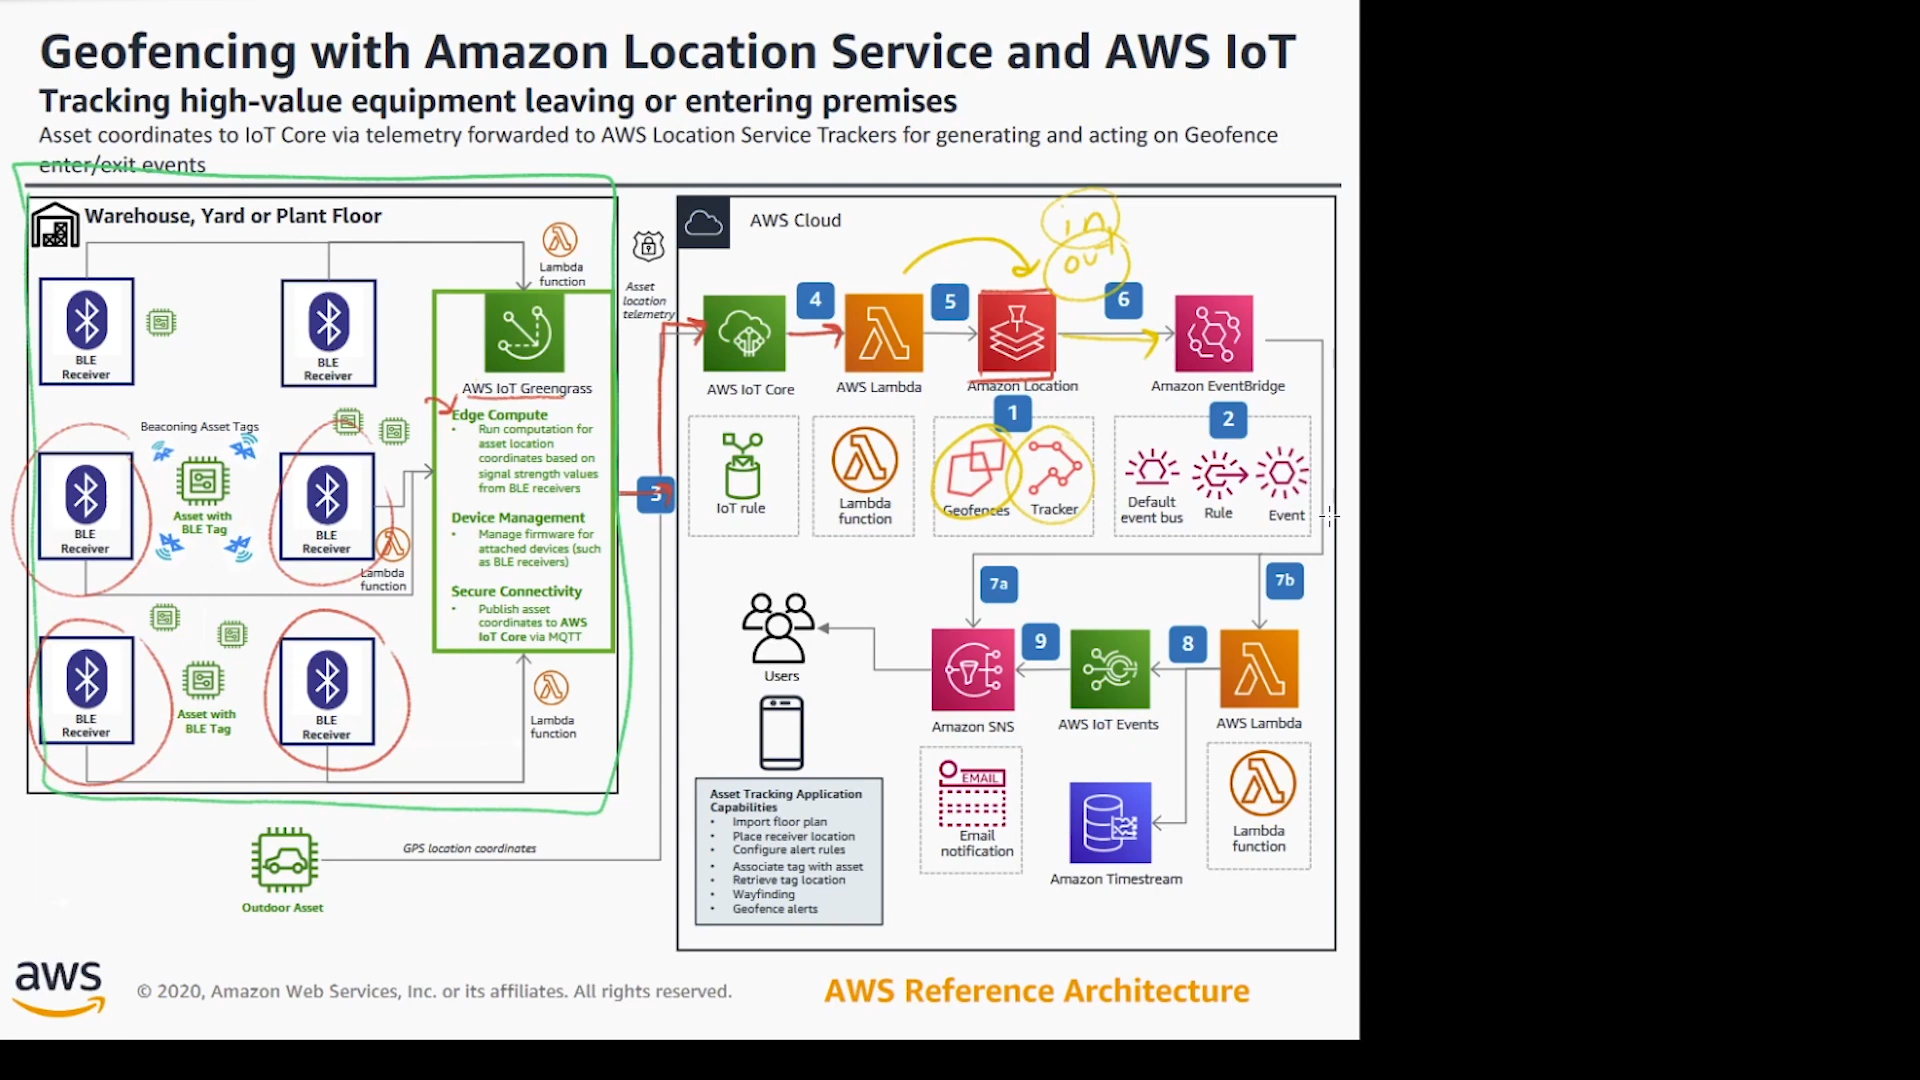 Geofencing with Amazon Location Service and AWS IoT
Tracking high-value equipment leaving or entering premises
Asset coordinates to IoT Core via telemetry forwarded to AWS Location Service Trackers for generating and acting on Geofence
enter/exit events
Warehouse, Yard or Plant Floor
Lambda
function
BLE
Receiver
BLE
Receiver
AWS IoT Greengrass
Edge Compute
• Run computation for
asset location
coordinates based on
signal strength values
from BLE receivers
Device Management
• Manage firmware for
attached devices (such
as BLE receivers)
Secure Connectivity
• Publish asset
coordinates to AWS
IoT Core via MQTT
Beaconing Asset Tags
BLE
Receiver
Asset with
BLE Tag
BLE
Receiver
Lambda
function
BLE
Receiver
Asset with
BLE Tag
BLE
Receiver
Lambda
function
Outdoor Asset
GPS location coordinates
Asset
location
telemetry
3
AWS Cloud
in
out
4
5
6
AWS IoT Core
AWS Lambda
Amazon Location
Amazon EventBridge
1
2
IoT rule
Lambda
function
Geofences
Tracker
Default
event bus
Rule
Event
7a
7b
Users
9
8
Amazon SNS
AWS IoT Events
AWS Lambda
EMAIL
Email
notification
Amazon Timestream
Lambda
function
Asset Tracking Application
Capabilities
• Import floor plan
• Place receiver location
• Configure alert rules
• Associate tag with asset
• Retrieve tag location
• Wayfinding
• Geofence alerts
aws
© 2020, Amazon Web Services, Inc. or its affiliates. All rights reserved.
AWS Reference Architecture